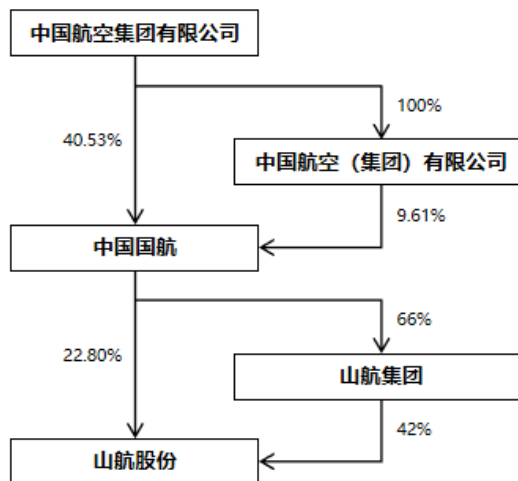 中国航空集团有限公司
100%
40.53%
中国航空（集团）有限公司
9.61%
中国国航
66%
22.80%
山航集团
42%
山航股份